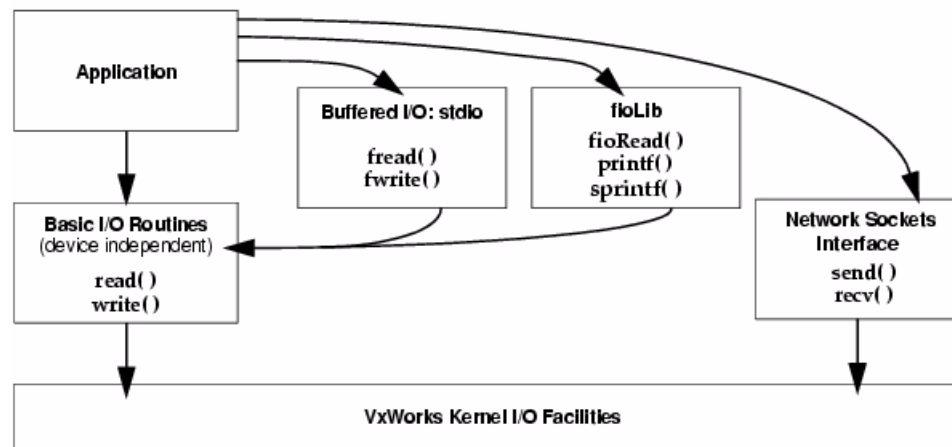 Application
Buffered I/O: stdio
fread( )
fwrite( )
fioLib
fioRead( )
printf( )
sprintf( )
Basic I/O Routines
(device independent)
read( )
write( )
Network Sockets
Interface
send( )
recv( )
VxWorks Kernel I/O Facilities